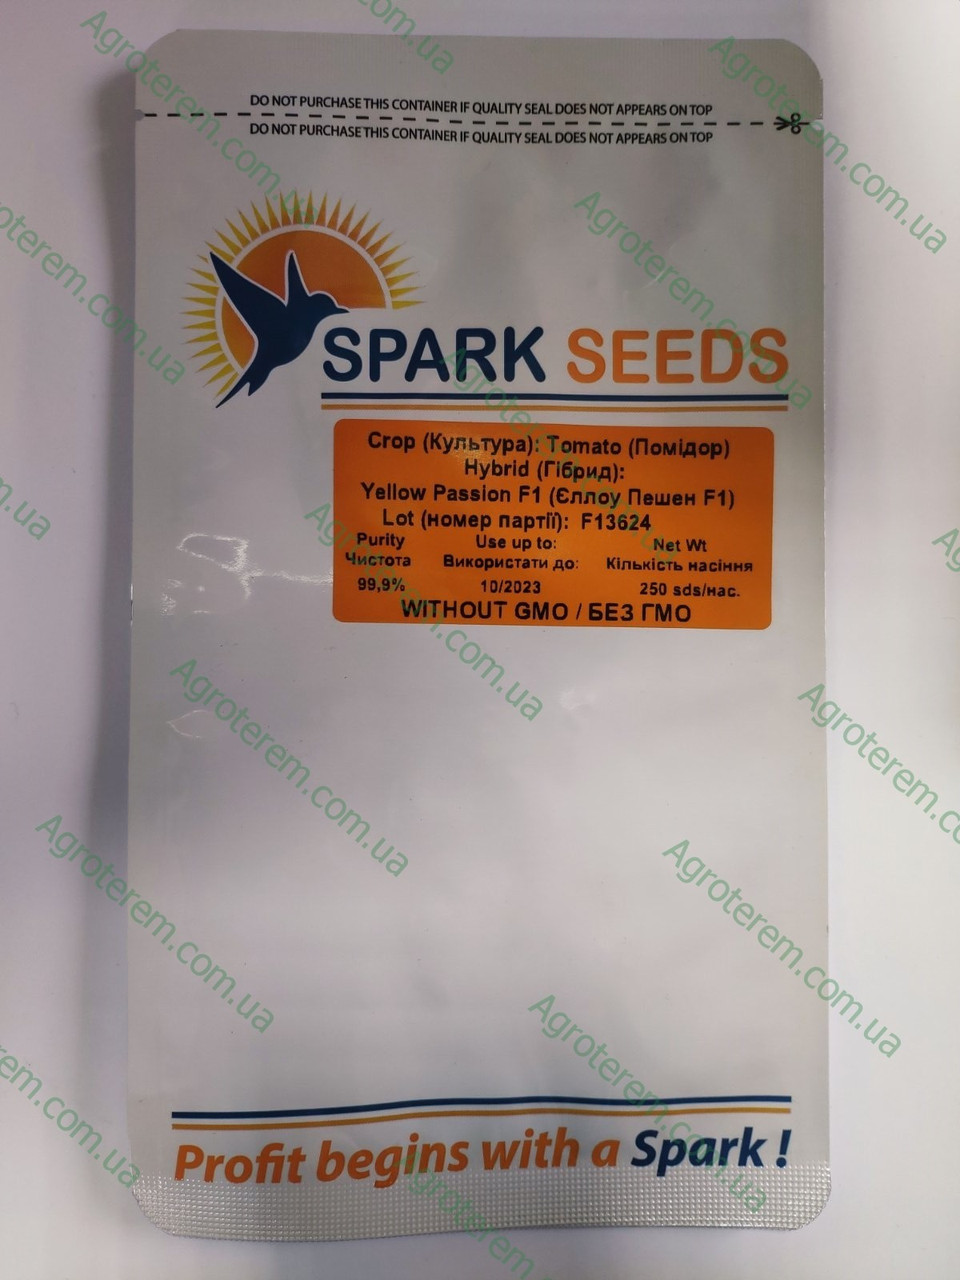 DO NOT PURCHASE THIS CONTAINER IF QUALITY SEAL DOES NOT APPEARS ON TOP
DO NOT PURCHASE THIS CONTAINER IF QUALITY SEAL DOES NOT APPEARS ON TOP
SPARK SEEDS
Crop (Культура): Tomato (Помідор)
Hybrid (Гібрид):
Yellow Passion F1 (Єллоу Пешен F1)
Lot (номер партії): F13624
Purity Use up to: Net Wt
Чистота Використати до: Кількість насіння
99,9% 10/2023 250 sds/нас.
WITHOUT GMO / БЕЗ ГМО
Profit begins with a Spark !
Agroterem.com.ua